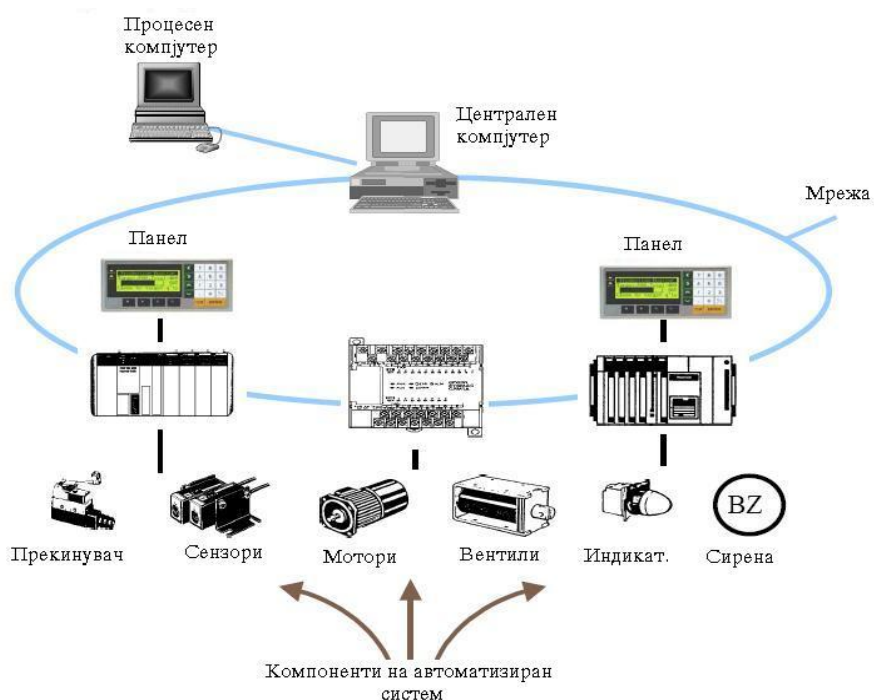 Процесен
компјутер
Централен
компјутер
Мрежа
Панел
Панел
Прекинувач
Сензори
Мотори
Вентили
Индикат.
BZ
Сирена
Компоненти на автоматизиран
систем